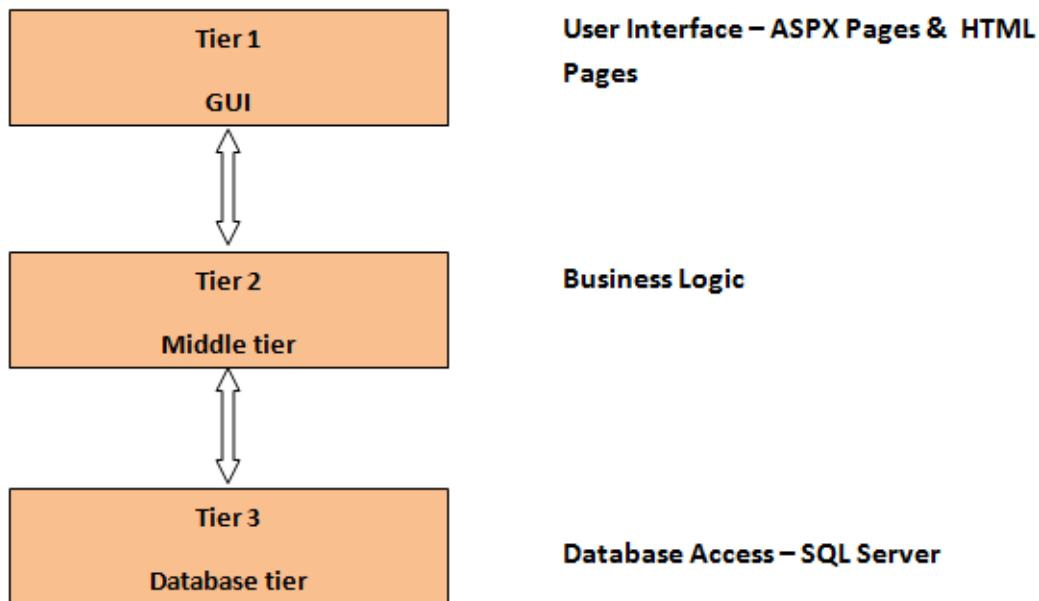 Tier 1
GUI
User Interface – ASPX Pages & HTML
Pages
Tier 2
Middle tier
Business Logic
Tier 3
Database tier
Database Access – SQL Server